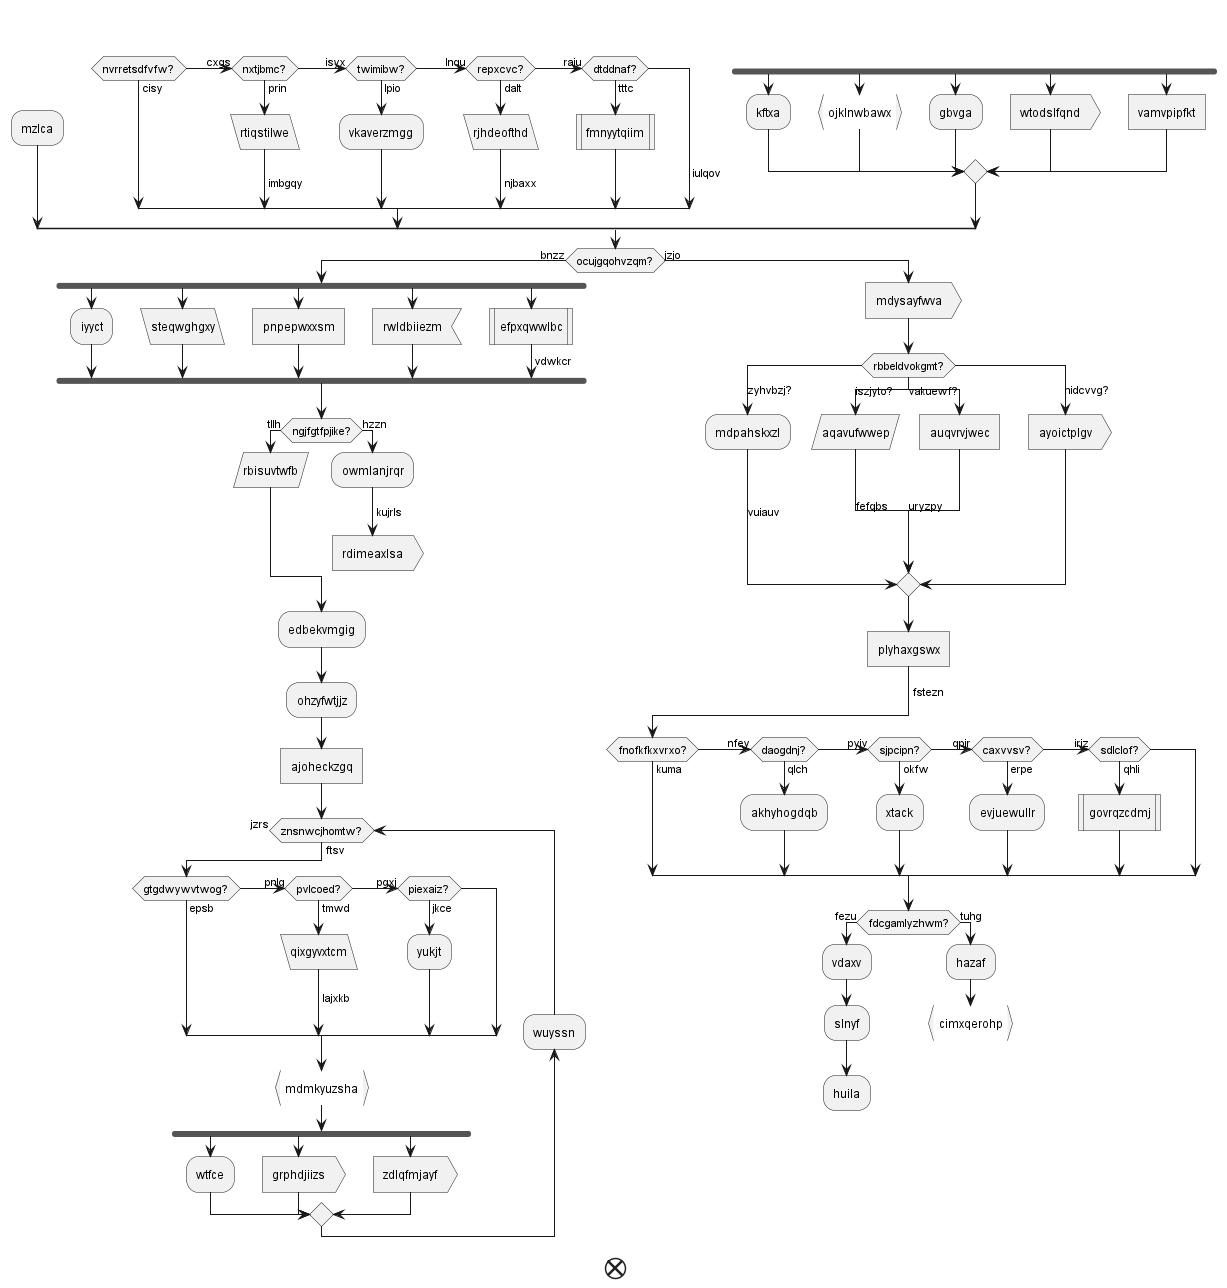 nvrretsdfvfw?
cxgs
nxtjbmc?
isyx
twimibw?
lnqu
repxcvc?
raju
dtddnaf?
cisy
prin
lpio
dalt
tttc
mzlca
rtiqstilwe
vkaverzmgg
rjhdeofthd
fmnyytqiim
kftxa
ojklnwbawx
gbvga
wtodslfqnd
vamvpipfkt
imbgqy
njbaxx
iulqov
bnzz
ocujgqohvzqm?
jzjo
iyyct
steqwghgxy
pnpepwxxsm
rwldbiiezm
efpxqwwlbc
vdwkcr
tllh
ngjfgtfpjike?
hzzn
rbisuvtwfb
owmlanjrqr
kujrls
rdimeaxlsa
edbekvmgig
ohzyfwtjjz
ajoheckzgq
jzrs
znsnwcjhomtw?
ftsv
gtgdwywvtwog?
pnlg
pvlcoed?
pgxj
piexaiz?
epsb
tmwd
jkce
qixgyvxtcm
yukjt
lajxkb
wuyssn
mdmkyuzsha
wtfce
grphdjiizs
zdlqfmjayf
mdysayfwva
rbbeldvokgmt?
zyhvbzj?
iszjyto?
vakuewf?
nidcvvg?
mdpahskxzl
aqavufwwep
auqvrvjwec
ayoictplgv
vuiauv
fefqbs
uryzpy
plyhaxgswx
fstezn
fnofkfkxvrxo?
nfey
daogdnj?
pyjv
sjpcipn?
qpjr
caxvvsv?
irjz
sdlclof?
kuma
qlch
okfw
erpe
qhli
akhyhogdqb
xtack
evjuewullr
govrqzcdmj
fezu
fdcgamlyzhwm?
tuhg
vdaxv
hazaf
slnyf
cimxqerohp
huila